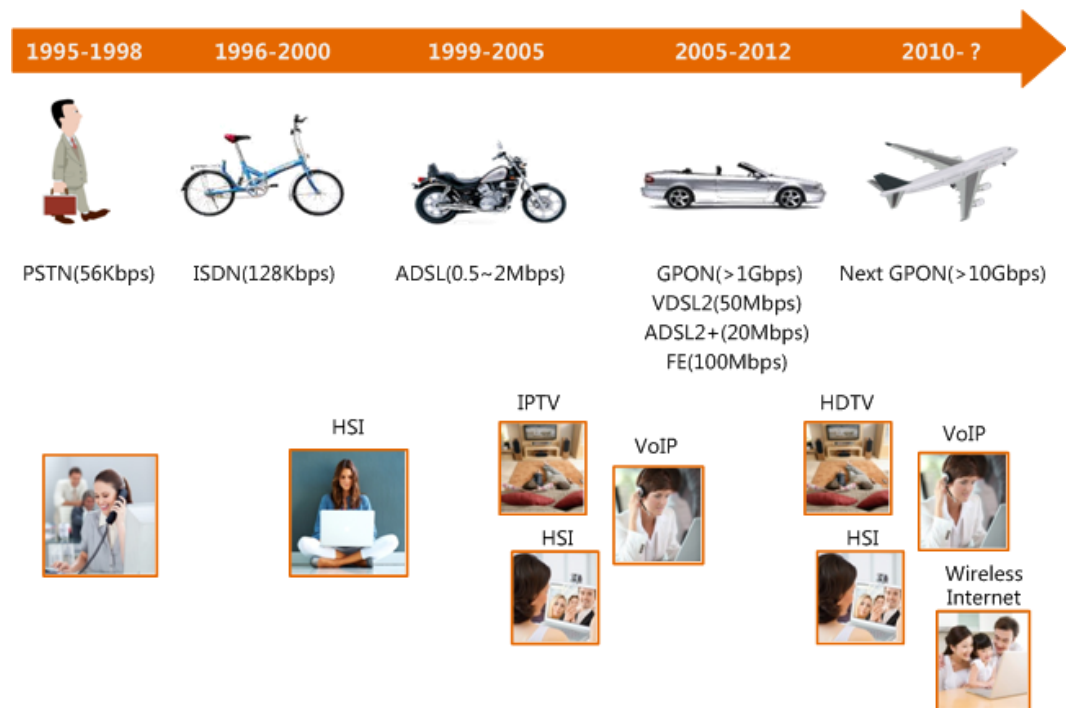 1995-1998
1996-2000
1999-2005
2005-2012
2010- ?
PSTN(56Kbps)
ISDN(128Kbps)
ADSL(0.5~2Mbps)
GPON(>1Gbps)
VDSL2(50Mbps)
ADSL2+(20Mbps)
FE(100Mbps)
Next GPON(>10Gbps)
HSI
IPTV
VoIP
HSI
HDTV
VoIP
HSI
Wireless
Internet